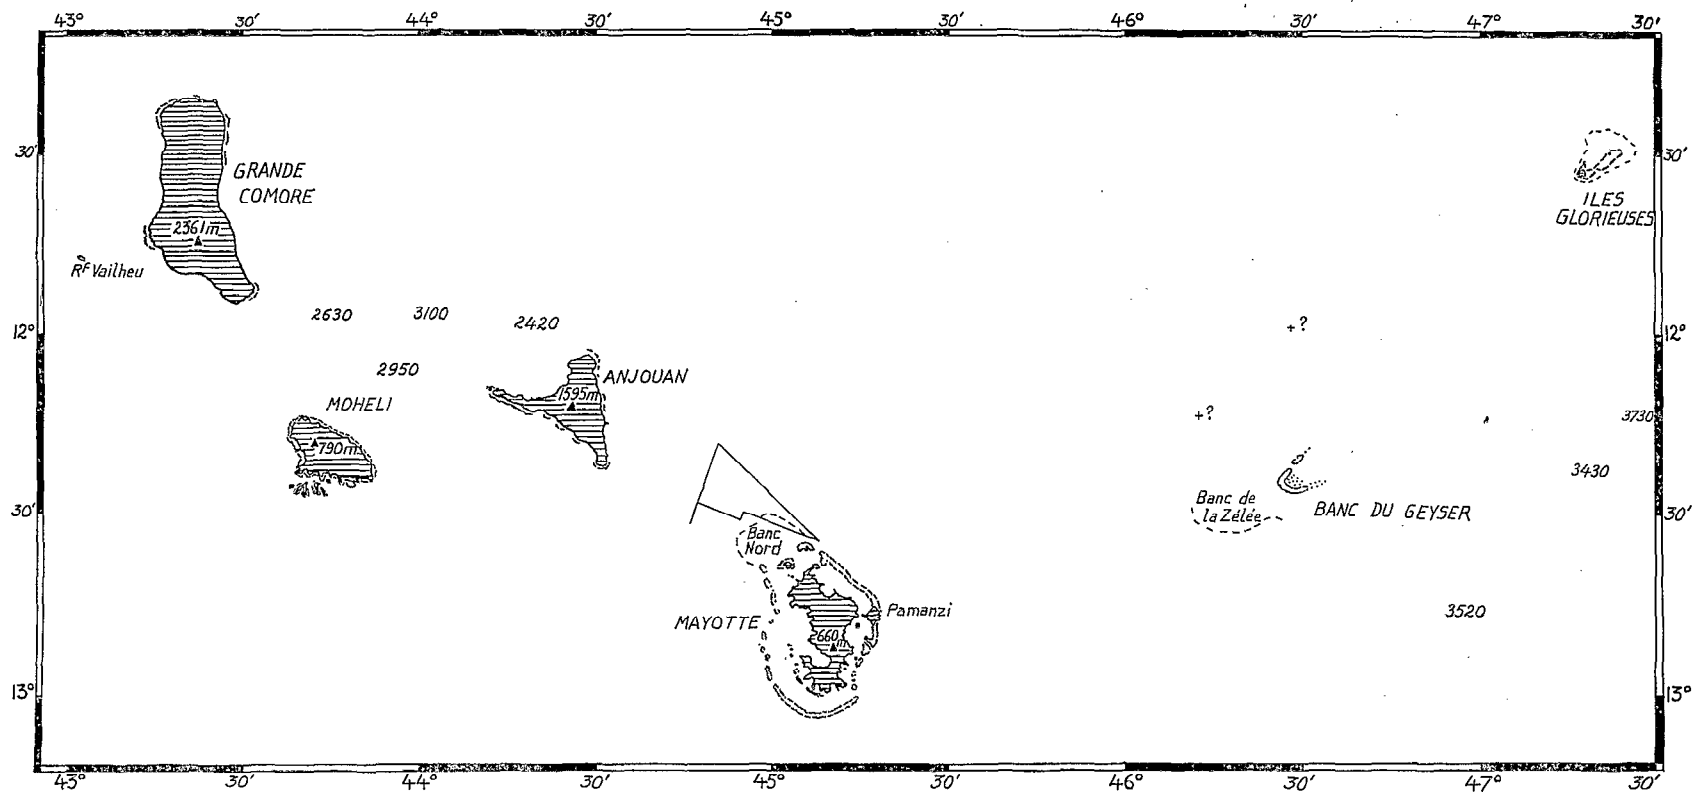 43° 30′ 44° 30′ 45° 30′ 46° 30′ 47° 30′
30′ 30′
GRANDE
COMORE
ILES
GLORIEUSES
2361m
Rf Vailheu
2630 3100 2420
12° 12°
+?
2950
ANJOUAN
1595m
MOHELI
790m
+?
3730
3430
30′ 30′
Banc de
la Zélée
BANC DU GEYSER
Banc
Nord
MAYOTTE
Pamanzi
3520
660m
13° 13°
43° 30′ 44° 30′ 45° 30′ 46° 30′ 47° 30′